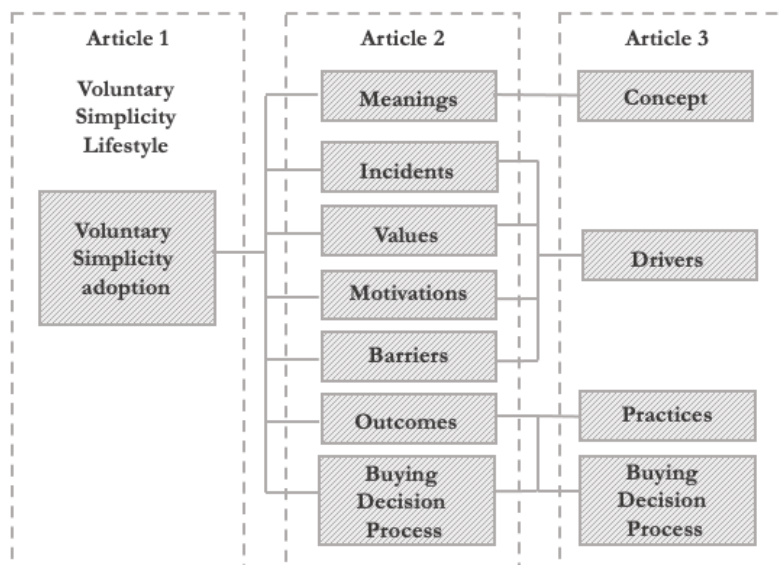 Article 1
Voluntary
Simplicity
Lifestyle
Voluntary
Simplicity
adoption
Article 2
Meanings
Incidents
Values
Motivations
Barriers
Outcomes
Buying
Decision
Process
Article 3
Concept
Drivers
Practices
Buying
Decision
Process